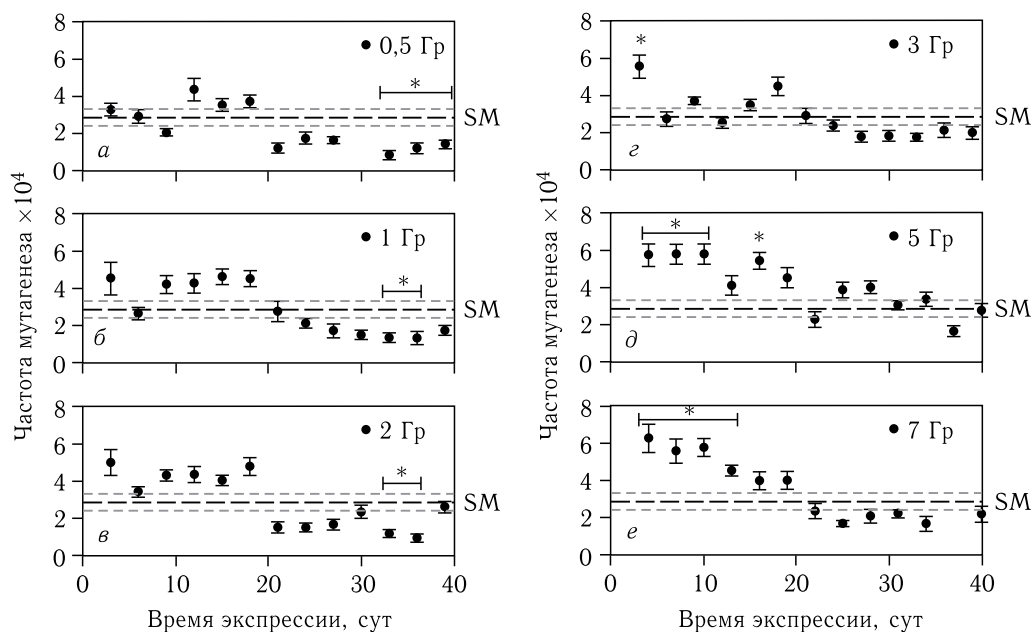 Частота мутагенеза ×10⁴
8
6
4
2
0
0,5 Гр
*
SM
а
8
6
4
2
0
1 Гр
*
SM
б
8
6
4
2
0
2 Гр
*
SM
в
0 10 20 30 40
Время экспрессии, сут
Частота мутагенеза ×10⁴
8
6
4
2
0
*
3 Гр
SM
г
8
6
4
2
0
* *
5 Гр
SM
д
8
6
4
2
0
*
7 Гр
SM
е
0 10 20 30 40
Время экспрессии, сут